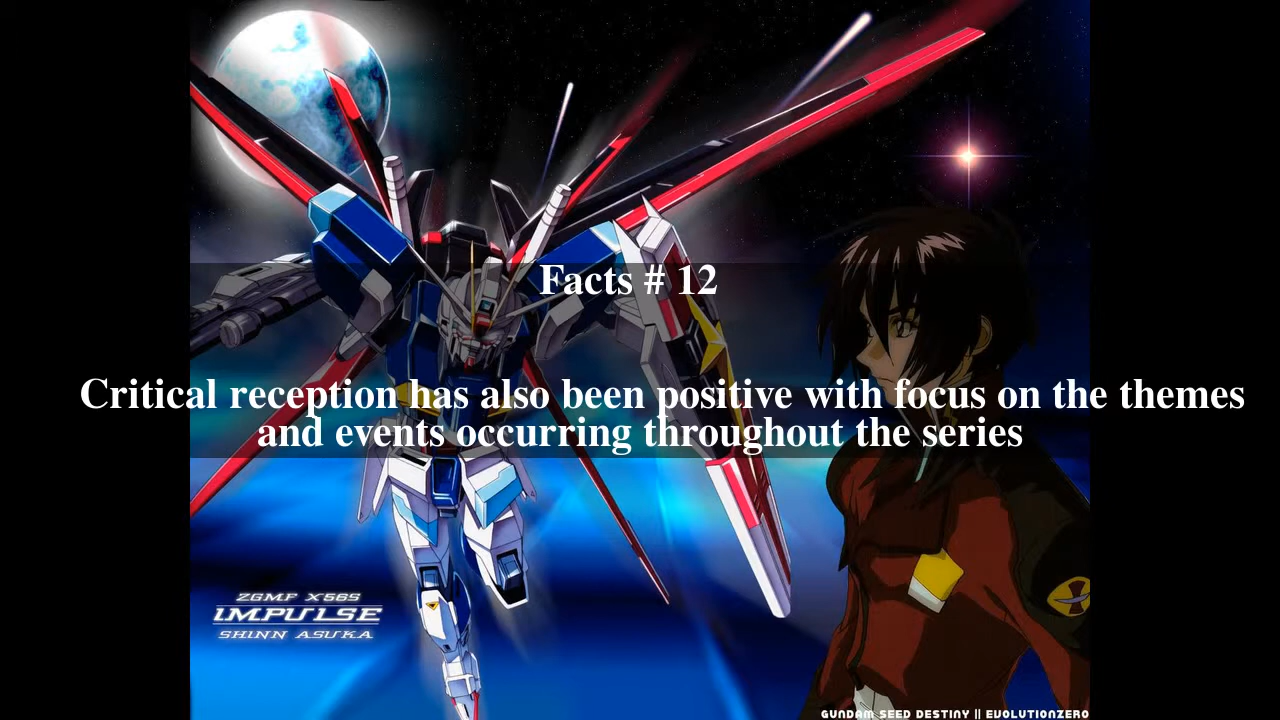 Facts # 12
Critical reception has also been positive with focus on the themes
and events occurring throughout the series
ZGMF X56S
IMPULSE
SHINN ASUKA
GUNDAM SEED DESTINY || EVOLUTIONZERO